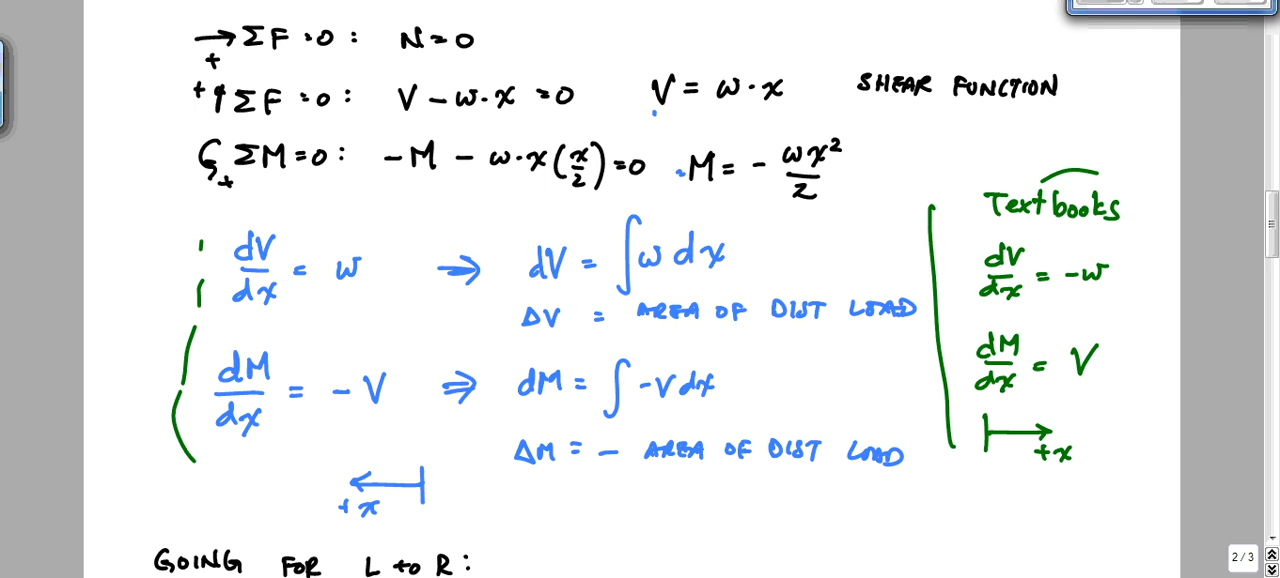 →+ ΣF=0: N=0
+↑ ΣF=0: V - w·x = 0 V = w·x SHEAR FUNCTION
↺+ ΣM=0: -M - w·x(x/2)=0 M = - wx²/2
dV/dx = w → dV = ∫w dx
ΔV = AREA OF DIST LOAD
dM/dx = -V ⇒ dM = ∫-V dx
ΔM = - AREA OF DIST LOAD
+x
Textbooks
dV/dx = -w
dM/dx = V
+x
GOING FOR L to R:
2 / 3